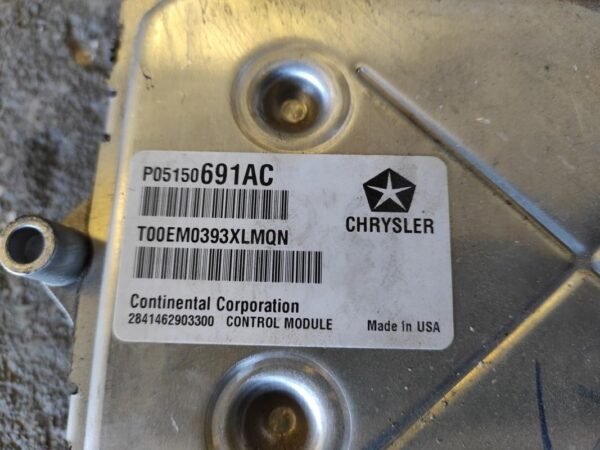 P05150691AC
CHRYSLER
T00EM0393XLMQN
Continental Corporation
2841462903300 CONTROL MODULE Made in USA